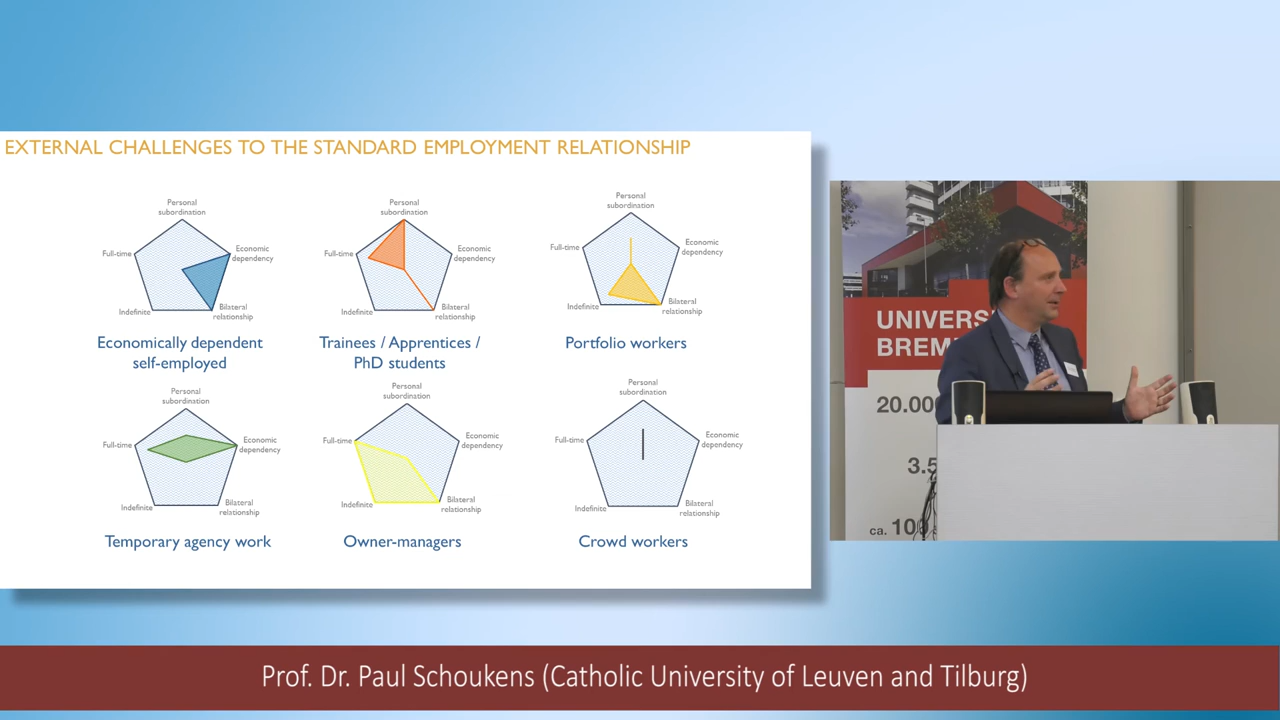 EXTERNAL CHALLENGES TO THE STANDARD EMPLOYMENT RELATIONSHIP
Personal
subordination
Full-time
Economic
dependency
Indefinite
Bilateral
relationship
Economically dependent
self-employed
Personal
subordination
Full-time
Economic
dependency
Indefinite
Bilateral
relationship
Trainees / Apprentices /
PhD students
Personal
subordination
Full-time
Economic
dependency
Indefinite
Bilateral
relationship
Portfolio workers
Personal
subordination
Full-time
Economic
dependency
Indefinite
Bilateral
relationship
Temporary agency work
Personal
subordination
Full-time
Economic
dependency
Indefinite
Bilateral
relationship
Owner-managers
Personal
subordination
Full-time
Economic
dependency
Indefinite
Bilateral
relationship
Crowd workers
UNIVERS
BREM
20.00
3.5
ca. 100
Prof. Dr. Paul Schoukens (Catholic University of Leuven and Tilburg)